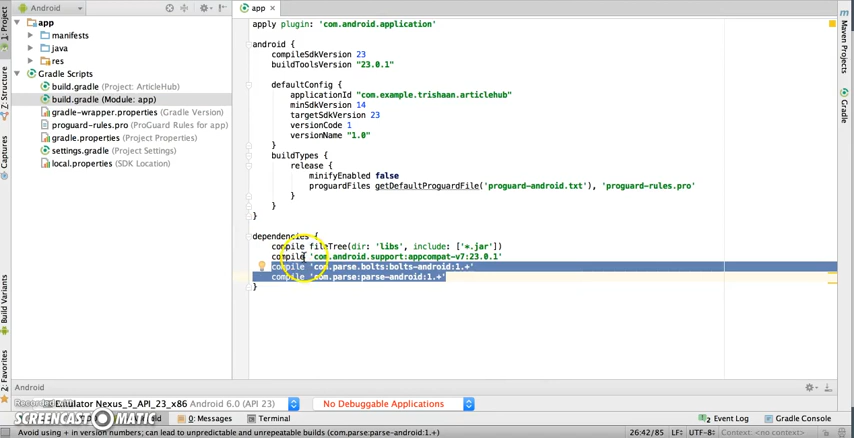 Android
app
1: Project
app
manifests
java
res
Gradle Scripts
build.gradle (Project: ArticleHub)
build.gradle (Module: app)
gradle-wrapper.properties (Gradle Version)
proguard-rules.pro (ProGuard Rules for app)
gradle.properties (Project Properties)
settings.gradle (Project Settings)
local.properties (SDK Location)
Z: Structure
Captures
Build Variants
2: Favorites
apply plugin: 'com.android.application'
android {
compileSdkVersion 23
buildToolsVersion "23.0.1"
defaultConfig {
applicationId "com.example.trishaan.articlehub"
minSdkVersion 14
targetSdkVersion 23
versionCode 1
versionName "1.0"
}
buildTypes {
release {
minifyEnabled false
proguardFiles getDefaultProguardFile('proguard-android.txt'), 'proguard-rules.pro'
}
}
}
dependencies {
compile fileTree(dir: 'libs', include: ['*.jar'])
compile 'com.android.support:appcompat-v7:23.0.1'
compile 'com.parse.bolts:bolts-android:1.+'
compile 'com.parse:parse-android:1.+'
}
Maven Projects
Gradle
Android
Emulator Nexus_5_API_23_x86 Android 6.0 (API 23)
No Debuggable Applications
Recorded with
SCREENCAST MATIC
0: Messages
Terminal
2 Event Log
Gradle Console
Avoid using + in version numbers; can lead to unpredictable and unrepeatable builds (com.parse:parse-android:1.+)
26:42/85 LF÷ UTF-8÷ Context: <no context>